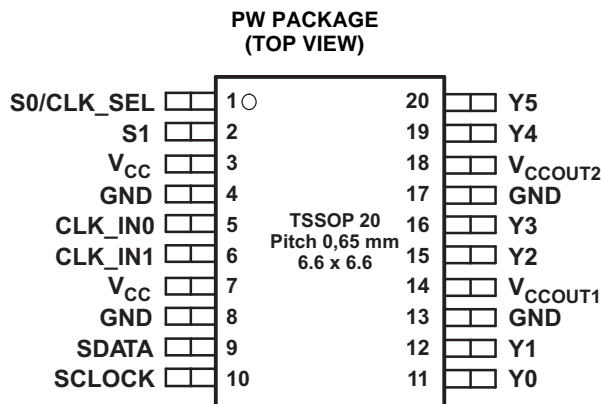 PW PACKAGE
(TOP VIEW)
S0/CLK_SEL 1 20 Y5
S1 2 19 Y4
VCC 3 18 VCCOUT2
GND 4 17 GND
CLK_IN0 5 TSSOP 20 16 Y3
Pitch 0,65 mm
CLK_IN1 6 6.6 x 6.6 15 Y2
VCC 7 14 VCCOUT1
GND 8 13 GND
SDATA 9 12 Y1
SCLOCK 10 11 Y0